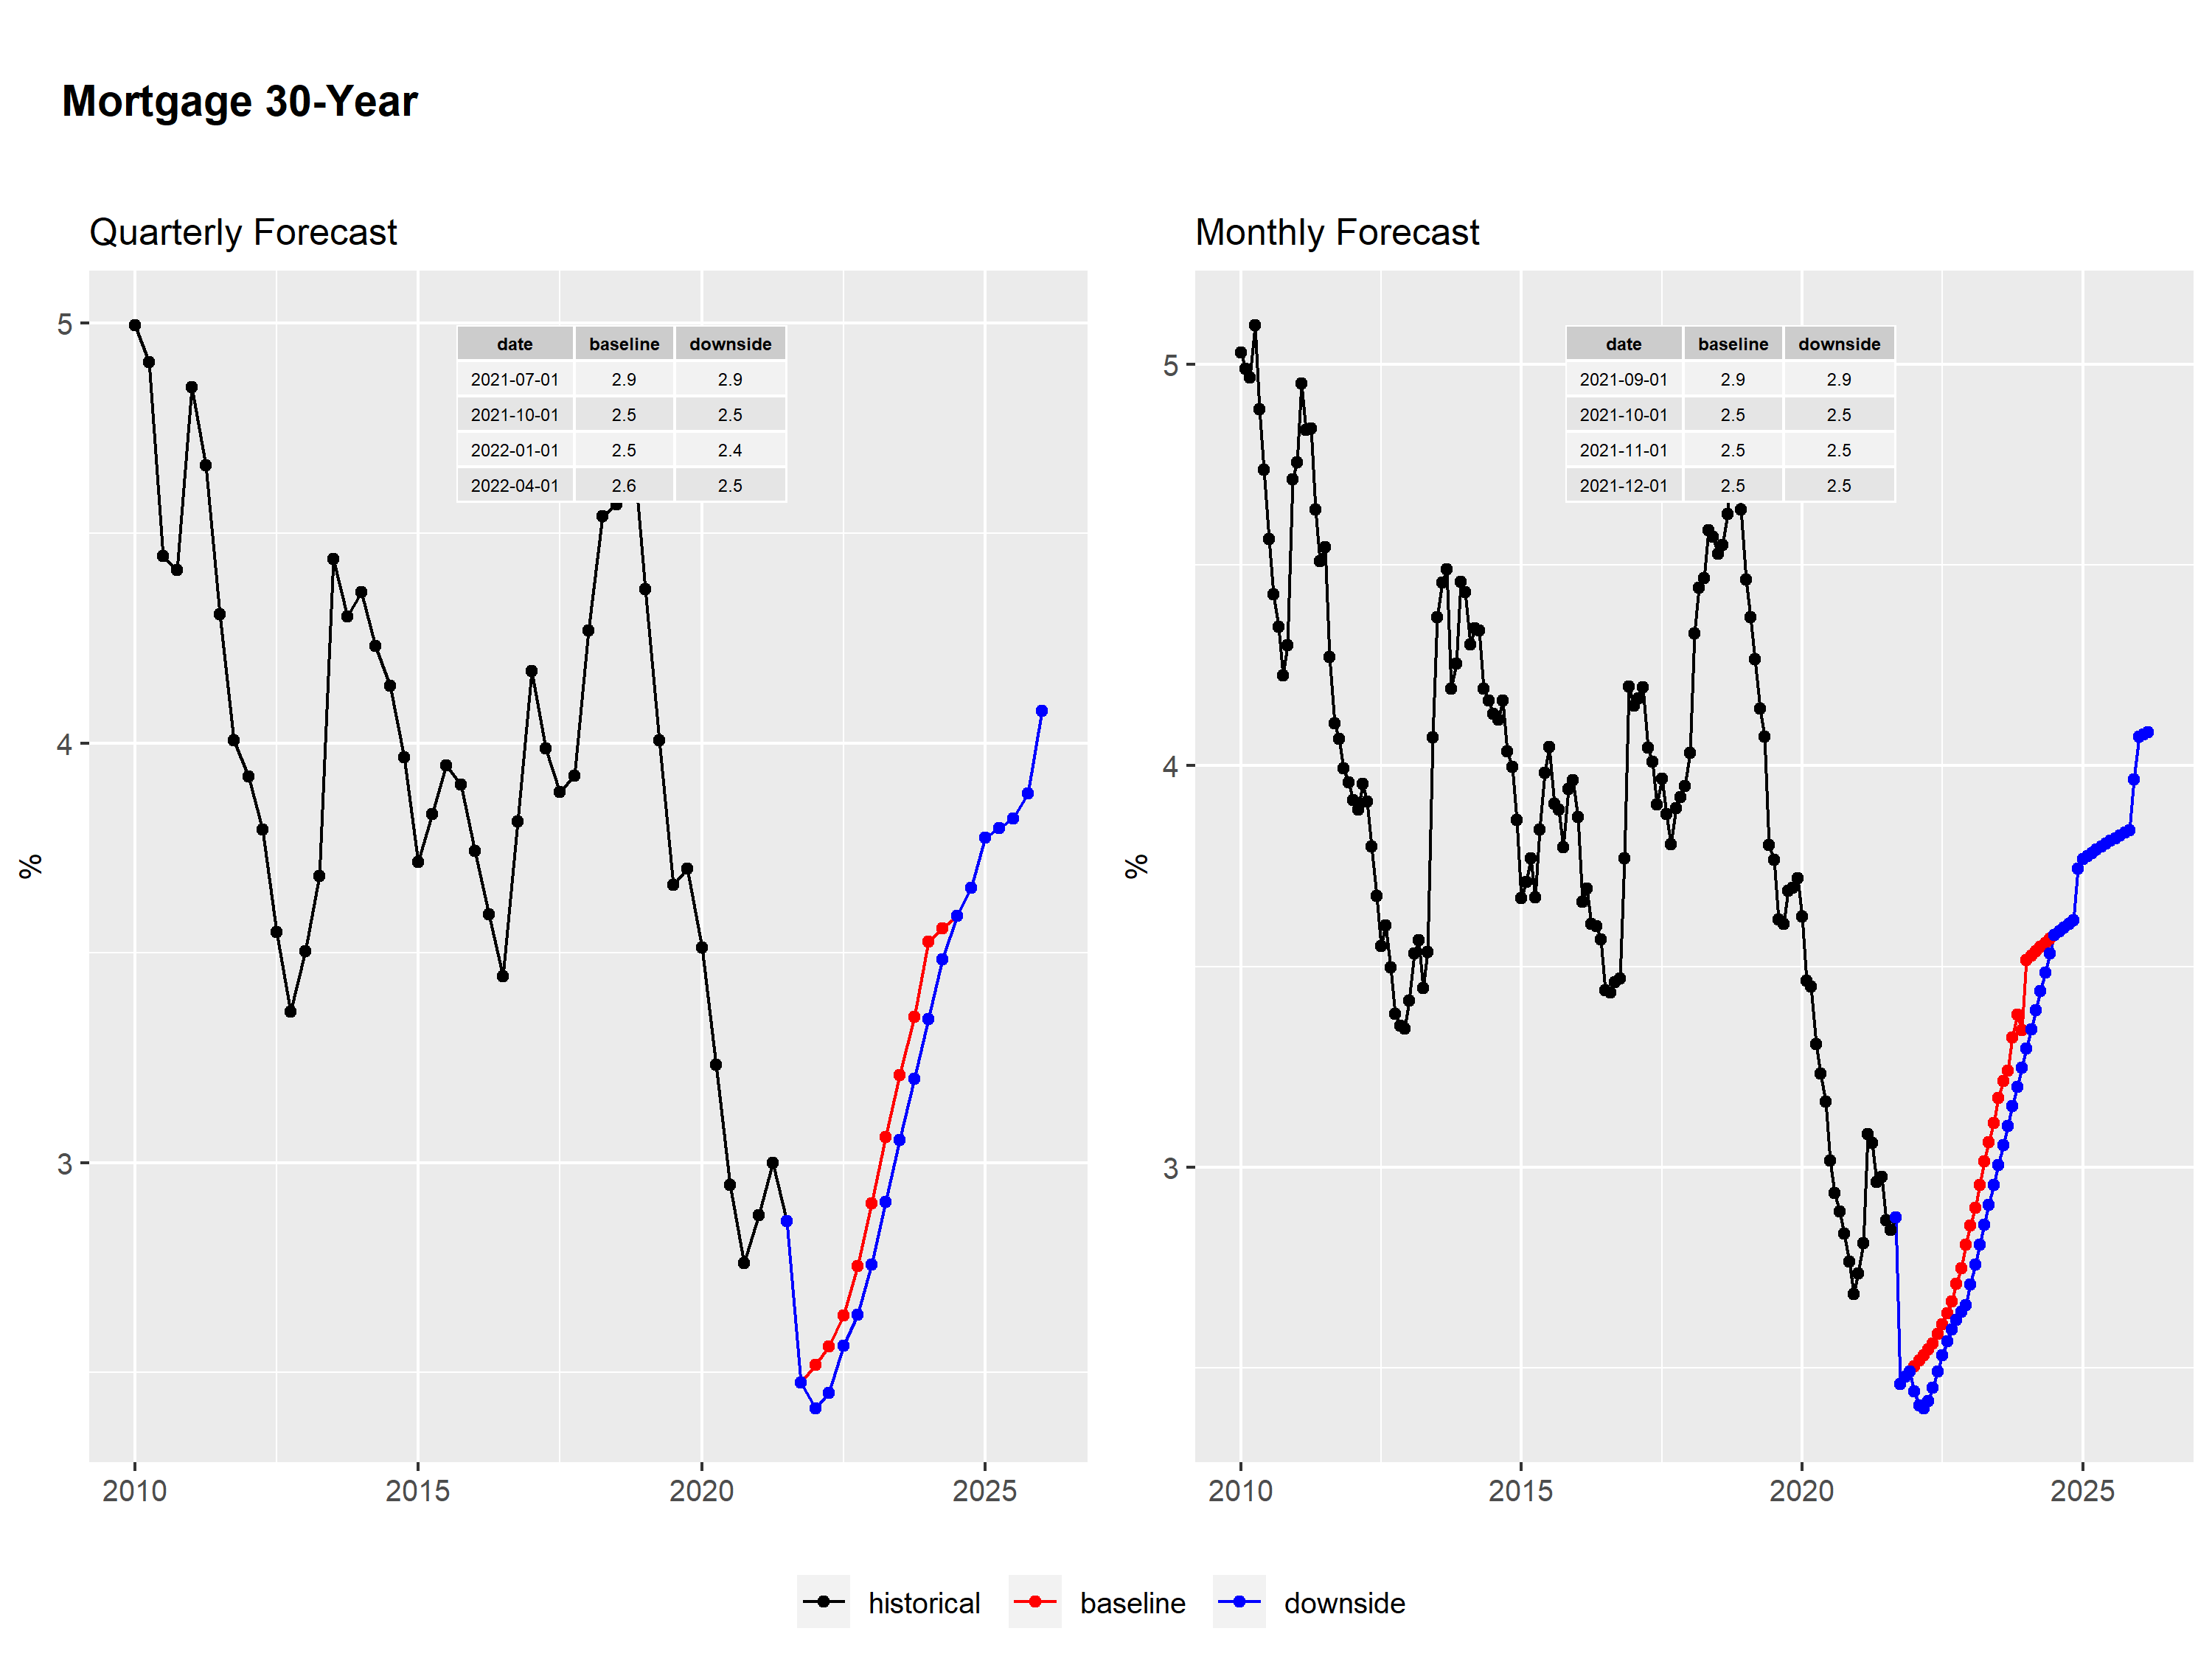 Mortgage 30-Year
Quarterly Forecast
%
5
4
3
2010 2015 2020 2025
date baseline downside
2021-07-01 2.9 2.9
2021-10-01 2.5 2.5
2022-01-01 2.5 2.4
2022-04-01 2.6 2.5
Monthly Forecast
%
5
4
3
2010 2015 2020 2025
date baseline downside
2021-09-01 2.9 2.9
2021-10-01 2.5 2.5
2021-11-01 2.5 2.5
2021-12-01 2.5 2.5
historical baseline downside